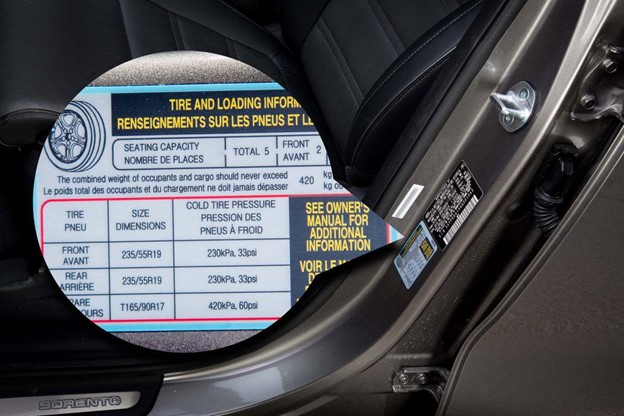 TIRE AND LOADING INFORM
RENSEIGNEMENTS SUR LES PNEUS ET LE
SEATING CAPACITY
NOMBRE DE PLACES
TOTAL 5
FRONT
AVANT 2
The combined weight of occupants and cargo should never exceed
Le poids total des occupants et du chargement ne doit jamais dépasser
420
kg
kg ou
TIRE
PNEU
SIZE
DIMENSIONS
COLD TIRE PRESSURE
PRESSION DES
PNEUS À FROID
SEE OWNER'S
MANUAL FOR
ADDITIONAL
INFORMATION
FRONT
AVANT
235/55R19
230kPa, 33psi
REAR
ARRIÈRE
235/55R19
230kPa, 33psi
T165/90R17
420kPa, 60psi
VOIR LE
SORENTO